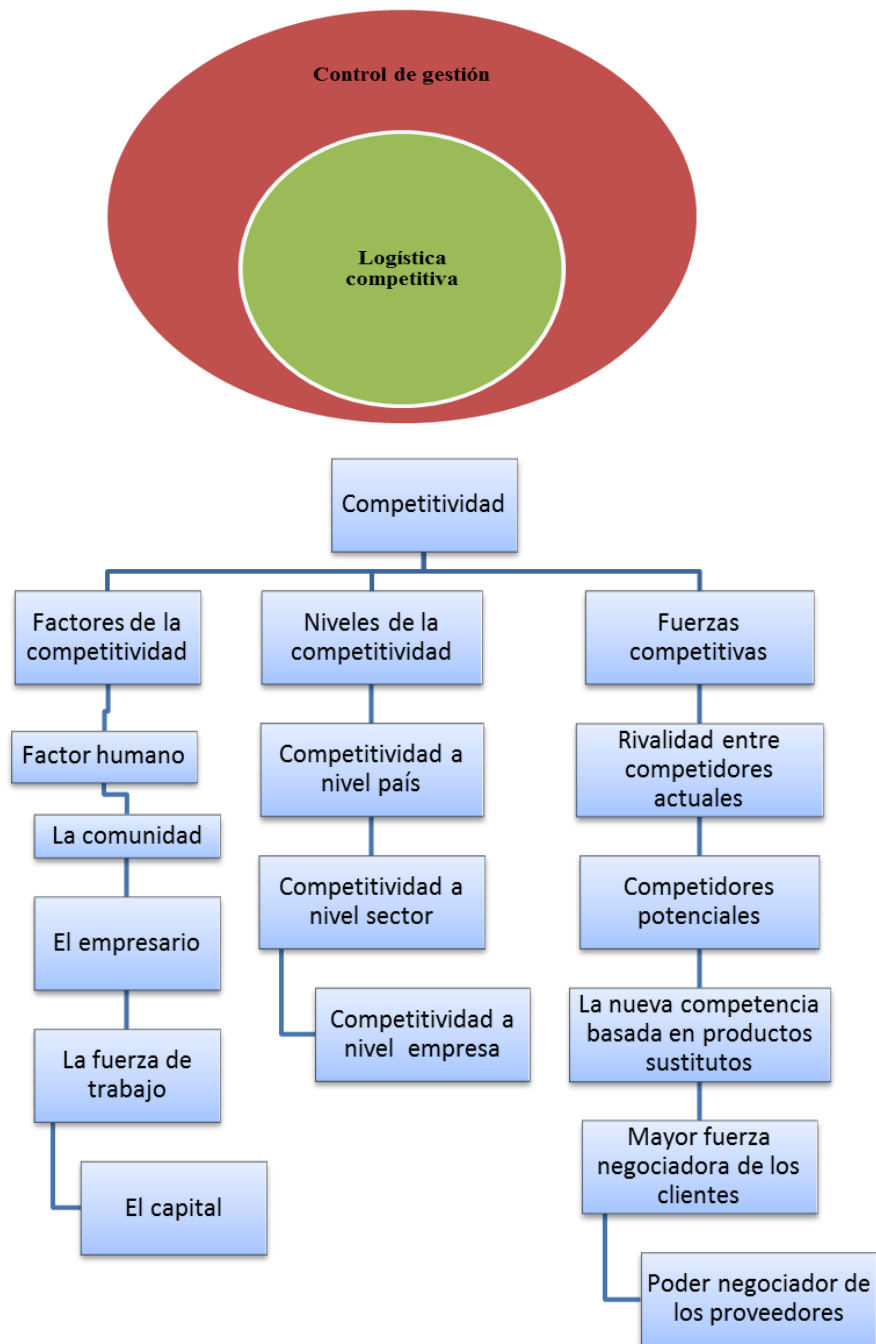 Control de gestión
Logística
competitiva
Competitividad
Factores de la
competitividad
Niveles de la
competitividad
Fuerzas
competitivas
Factor humano
Competitividad a
nivel país
Rivalidad entre
competidores
actuales
La comunidad
Competitividad a
nivel sector
Competidores
potenciales
El empresario
Competitividad a
nivel empresa
La nueva competencia
basada en productos
sustitutos
La fuerza de
trabajo
Mayor fuerza
negociadora de los
clientes
El capital
Poder negociador de
los proveedores